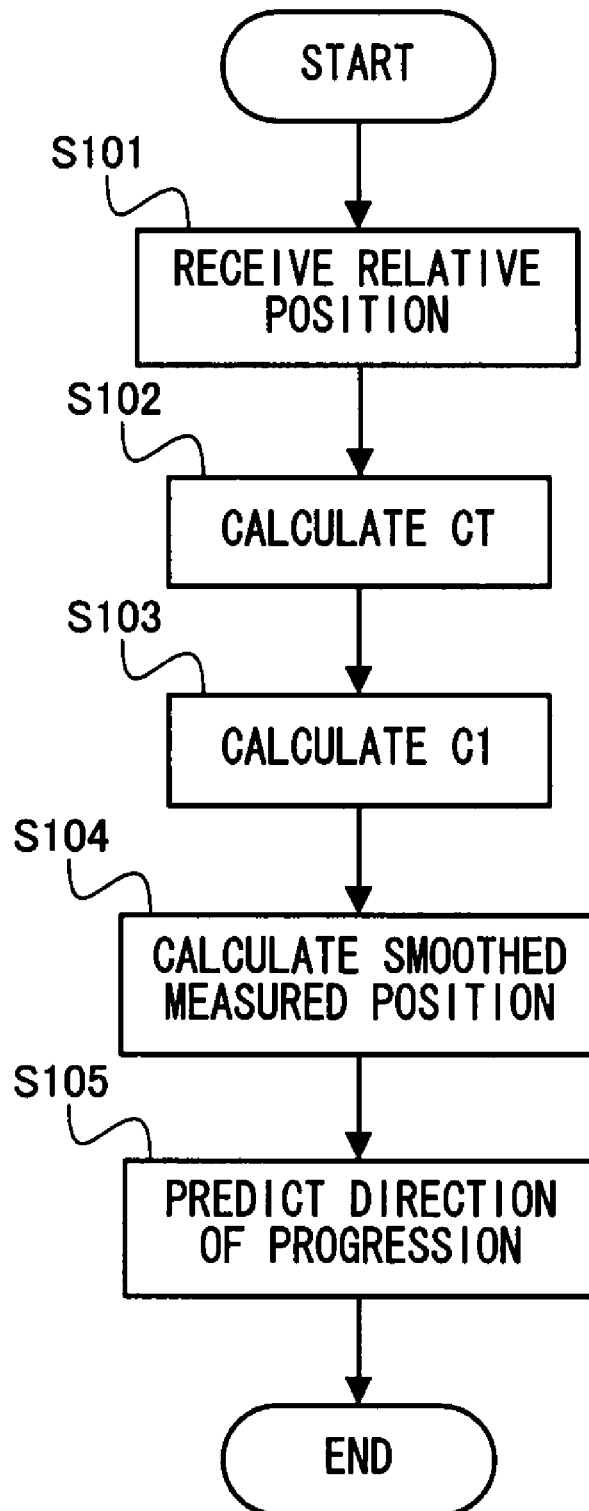 START
S101
RECEIVE RELATIVE
POSITION
S102
CALCULATE CT
S103
CALCULATE C1
S104
CALCULATE SMOOTHED
MEASURED POSITION
S105
PREDICT DIRECTION
OF PROGRESSION
END